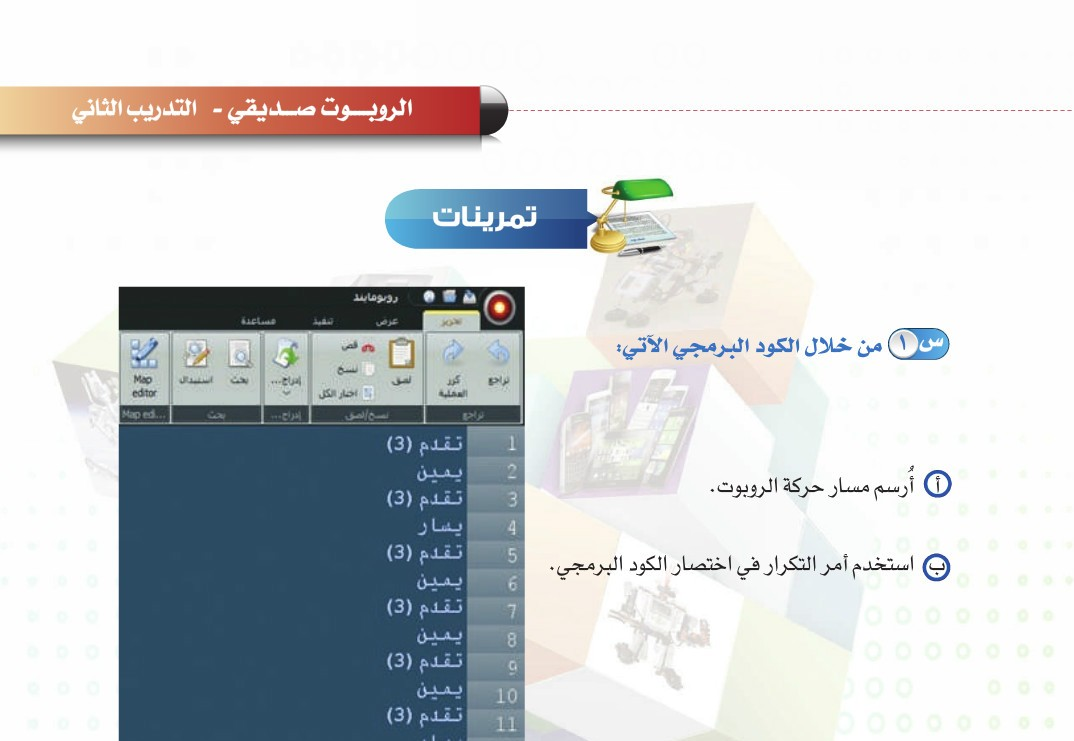 الروبـــوت صـــديقي - التدريب الثاني
تمرينات
س ١ من خلال الكود البرمجي الآتي:
أ أُرسم مسار حركة الروبوت.
ب استخدم أمر التكرار في اختصار الكود البرمجي.
روبومايند
تحرير عرض تنفيذ مساعدة
تراجع كرر العملية لصق قص نسخ اختيار الكل إدراج... بحث استبدال Map editor
تراجع نسخ/لصق إدراج... بحث Map edi...
1 تقدم (3)
2 يمين
3 تقدم (3)
4 يسار
5 تقدم (3)
6 يمين
7 تقدم (3)
8 يمين
9 تقدم (3)
10 يمين
11 تقدم (3)